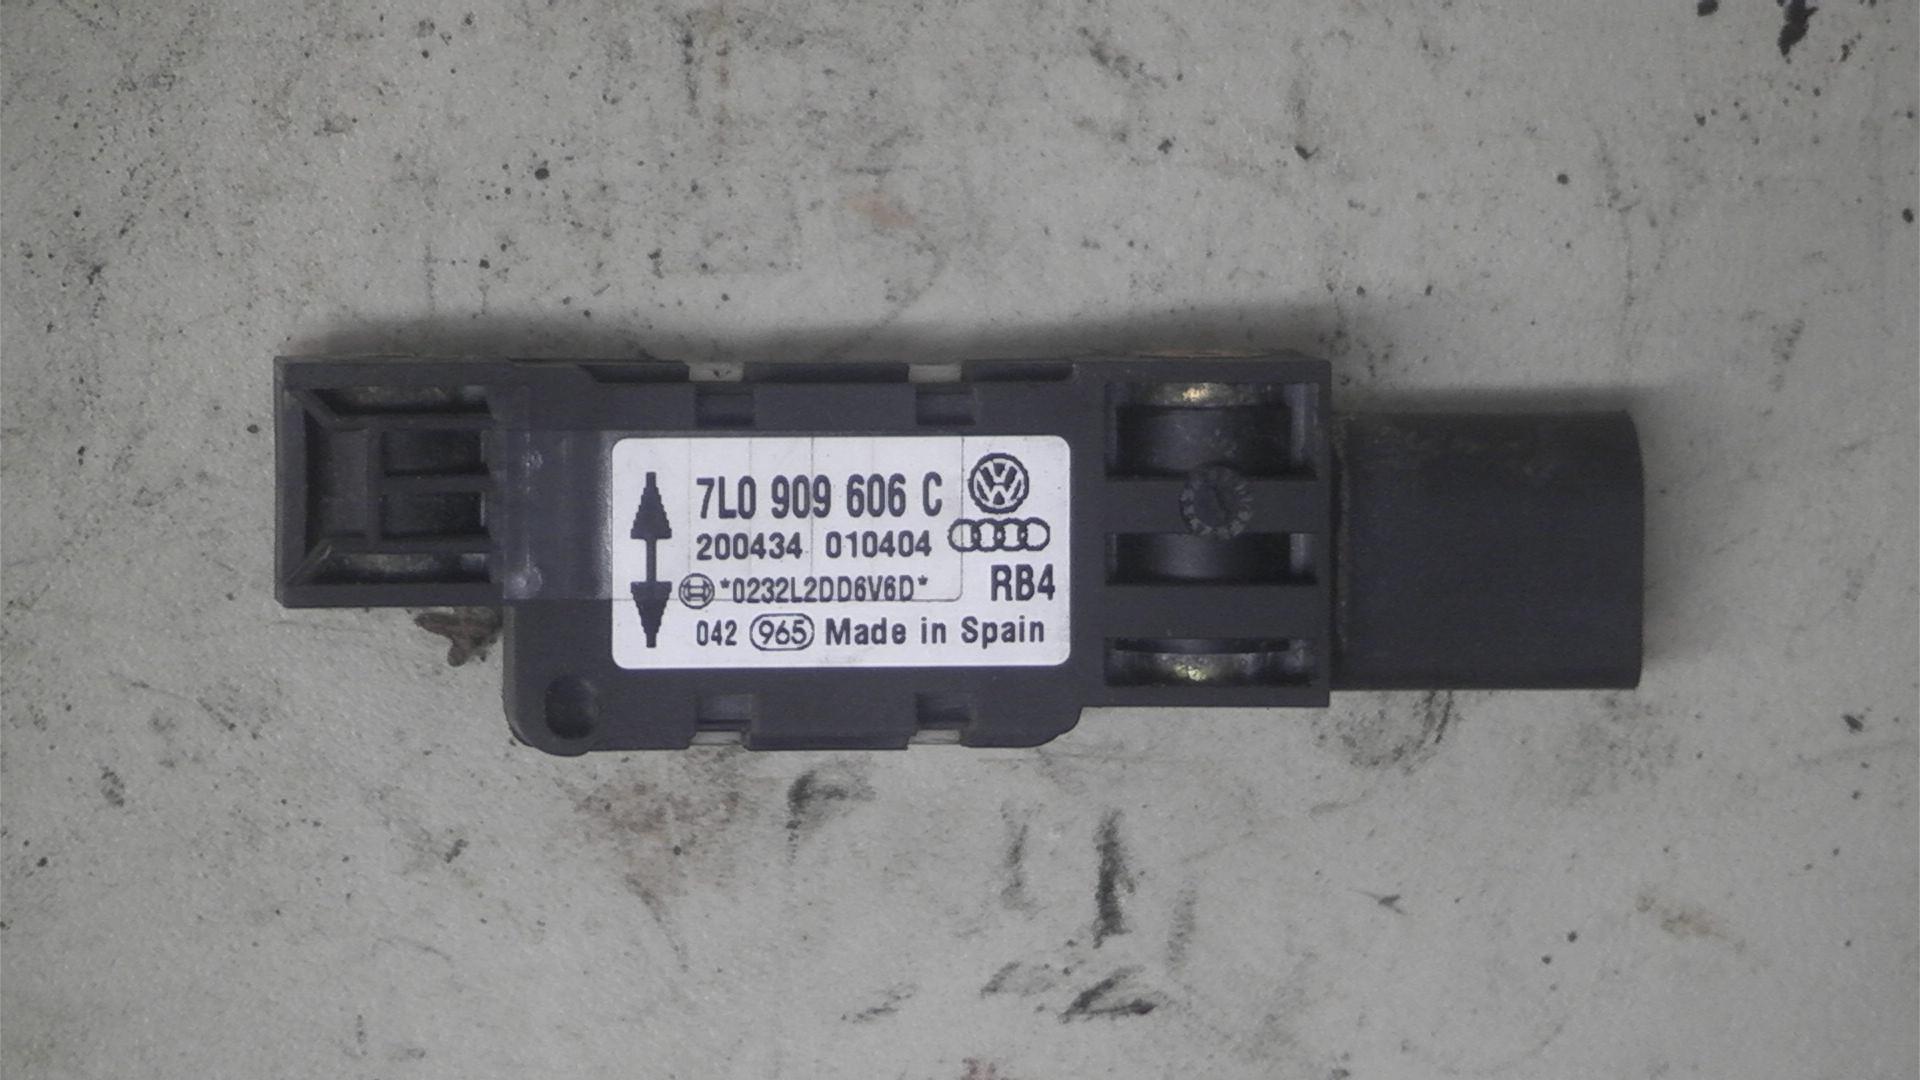 7L0 909 606 C
200434 010404
*0232L2DD6V6D* RB4
042 965 Made in Spain